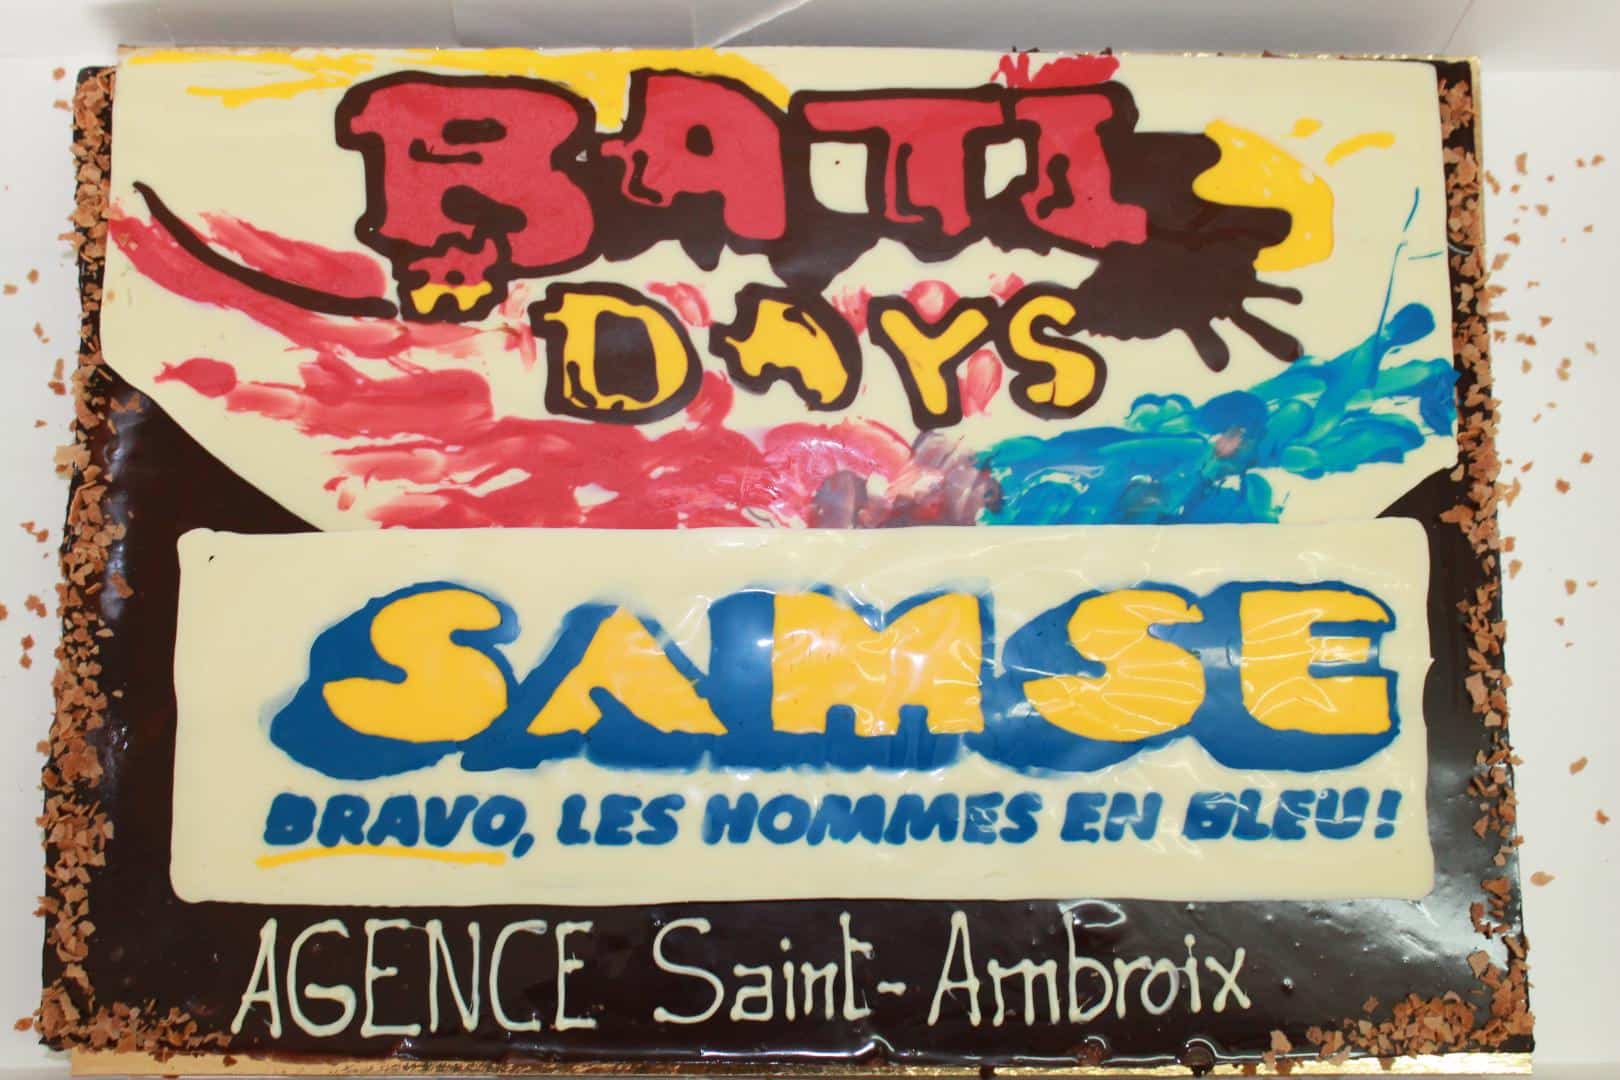 BATI
DAYS
SAMSE
BRAVO, LES HOMMES EN BLEU!
AGENCE Saint-Ambroix